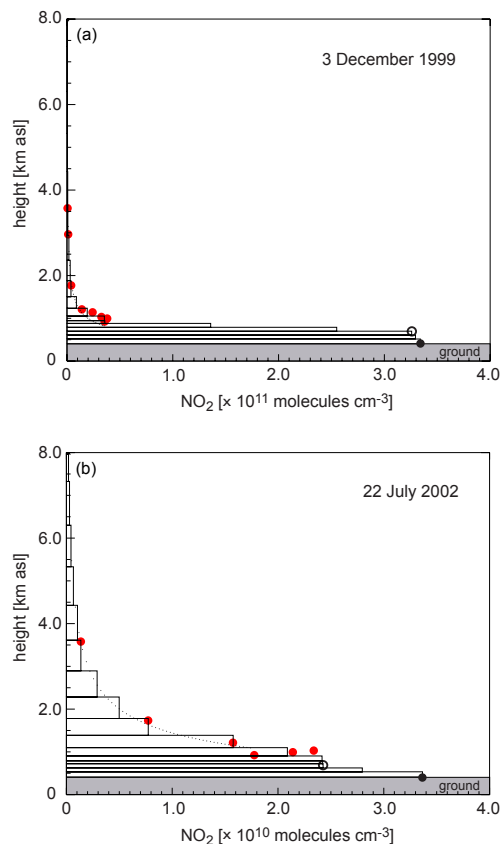 8.0
(a)
3 December 1999
6.0
height [km asl]
4.0
2.0
0
ground
0 1.0 2.0 3.0 4.0
NO2 [× 10^11 molecules cm-3]
8.0
(b)
22 July 2002
6.0
height [km asl]
4.0
2.0
0
ground
0 1.0 2.0 3.0 4.0
NO2 [× 10^10 molecules cm-3]